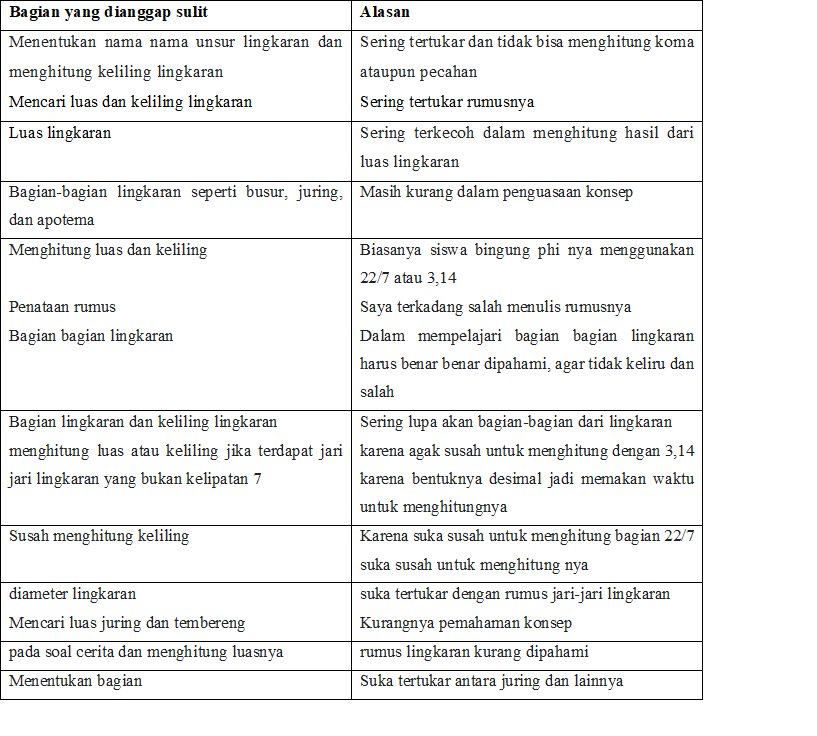 Bagian yang dianggap sulit
Alasan
Menentukan nama nama unsur lingkaran dan
menghitung keliling lingkaran
Sering tertukar dan tidak bisa menghitung koma
ataupun pecahan
Mencari luas dan keliling lingkaran
Sering tertukar rumusnya
Luas lingkaran
Sering terkecoh dalam menghitung hasil dari
luas lingkaran
Bagian-bagian lingkaran seperti busur, juring,
dan apotema
Masih kurang dalam penguasaan konsep
Menghitung luas dan keliling
Biasanya siswa bingung phi nya menggunakan
22/7 atau 3,14
Penataan rumus
Saya terkadang salah menulis rumusnya
Bagian bagian lingkaran
Dalam mempelajari bagian bagian lingkaran
harus benar benar dipahami, agar tidak keliru dan
salah
Bagian lingkaran dan keliling lingkaran
Sering lupa akan bagian-bagian dari lingkaran
menghitung luas atau keliling jika terdapat jari
jari lingkaran yang bukan kelipatan 7
karena agak susah untuk menghitung dengan 3,14
karena bentuknya desimal jadi memakan waktu
untuk menghitungnya
Susah menghitung keliling
Karena suka susah untuk menghitung bagian 22/7
suka susah untuk menghitung nya
diameter lingkaran
suka tertukar dengan rumus jari-jari lingkaran
Mencari luas juring dan tembereng
Kurangnya pemahaman konsep
pada soal cerita dan menghitung luasnya
rumus lingkaran kurang dipahami
Menentukan bagian
Suka tertukar antara juring dan lainnya